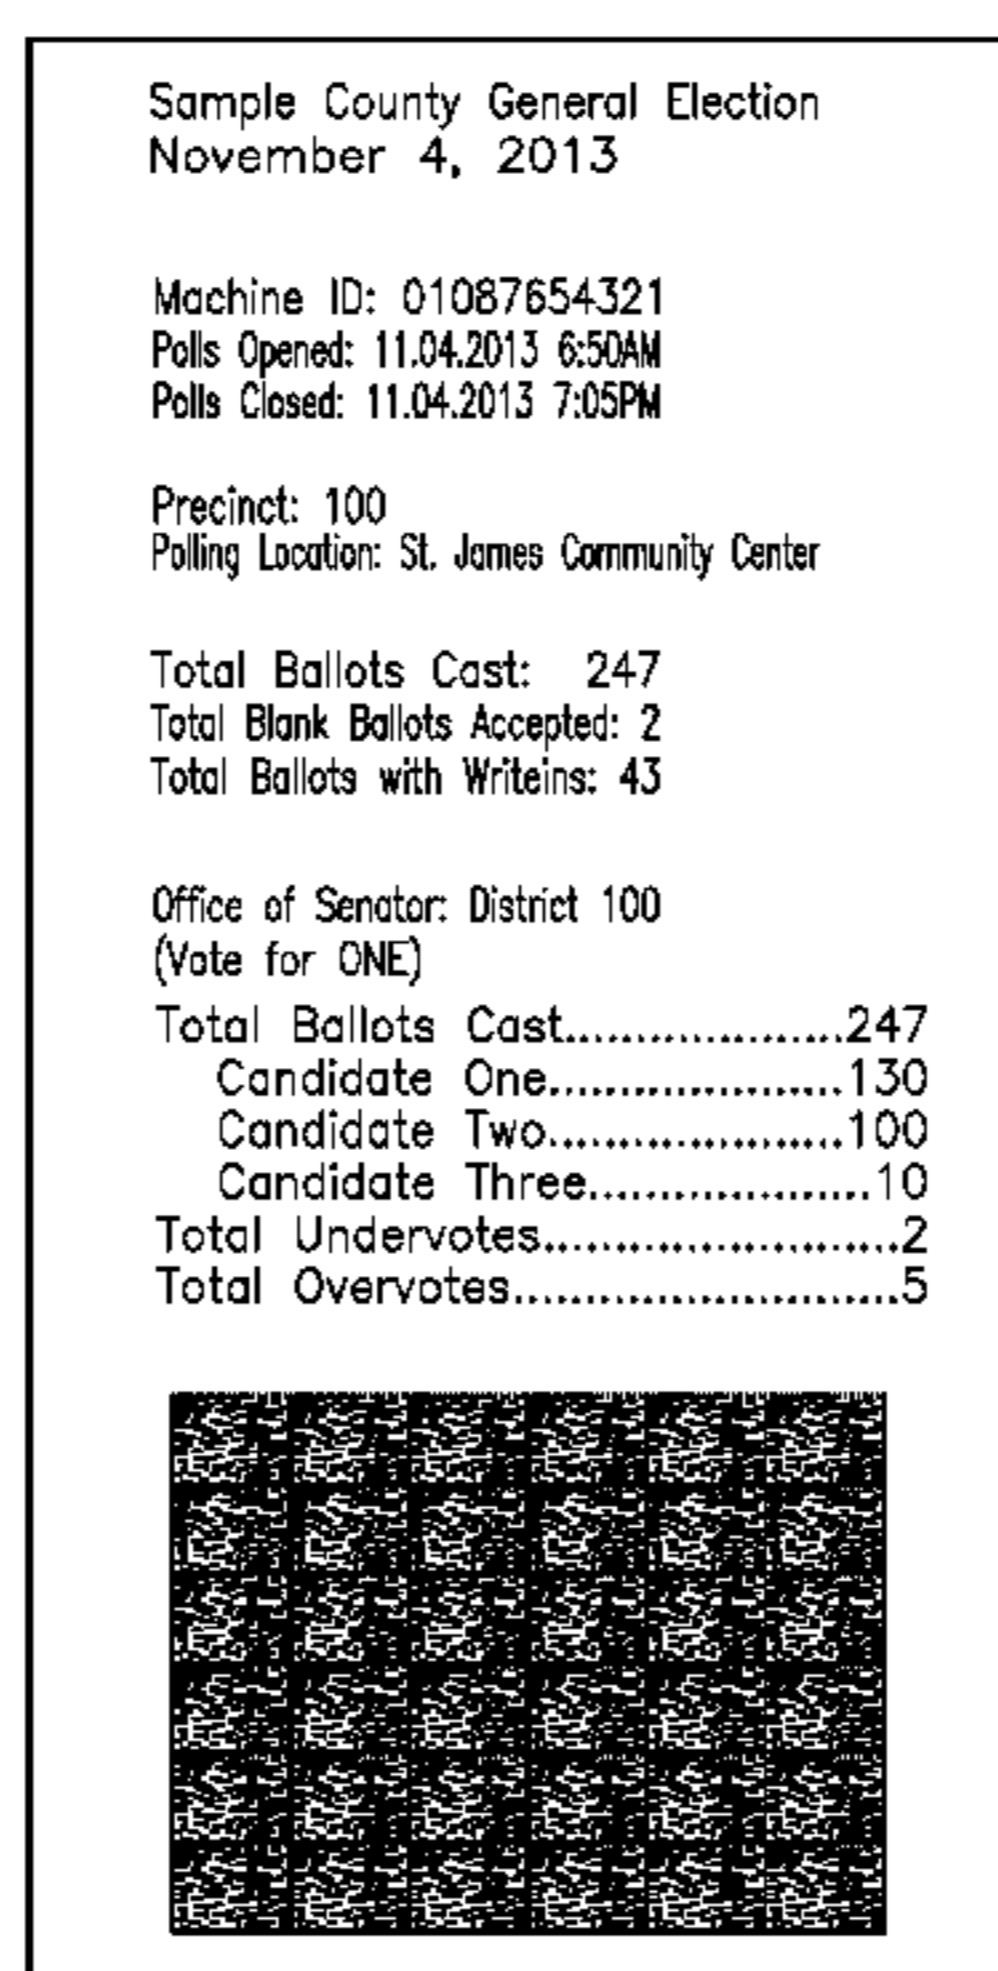 Sample County General Election
November 4, 2013
Machine ID: 01087654321
Polls Opened: 11.04.2013 6:50AM
Polls Closed: 11.04.2013 7:05PM
Precinct: 100
Polling Location: St. James Community Center
Total Ballots Cast: 247
Total Blank Ballots Accepted: 2
Total Ballots with Writeins: 43
Office of Senator: District 100
(Vote for ONE)
Total Ballots Cast....................247
Candidate One.....................130
Candidate Two.....................100
Candidate Three....................10
Total Undervotes.........................2
Total Overvotes...........................5